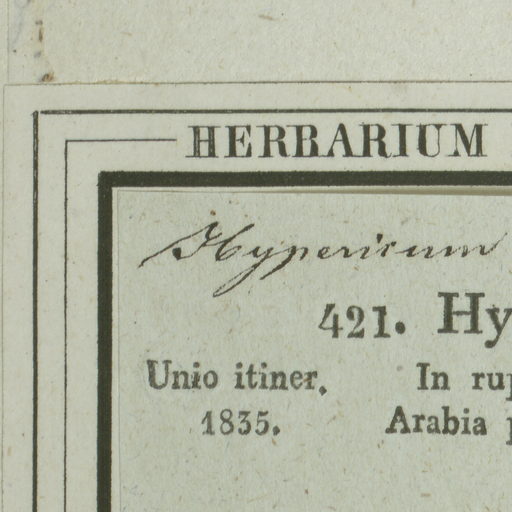 HERBARIUM
Hypericum
421. Hy
Unio itiner. In rup
1835. Arabia p